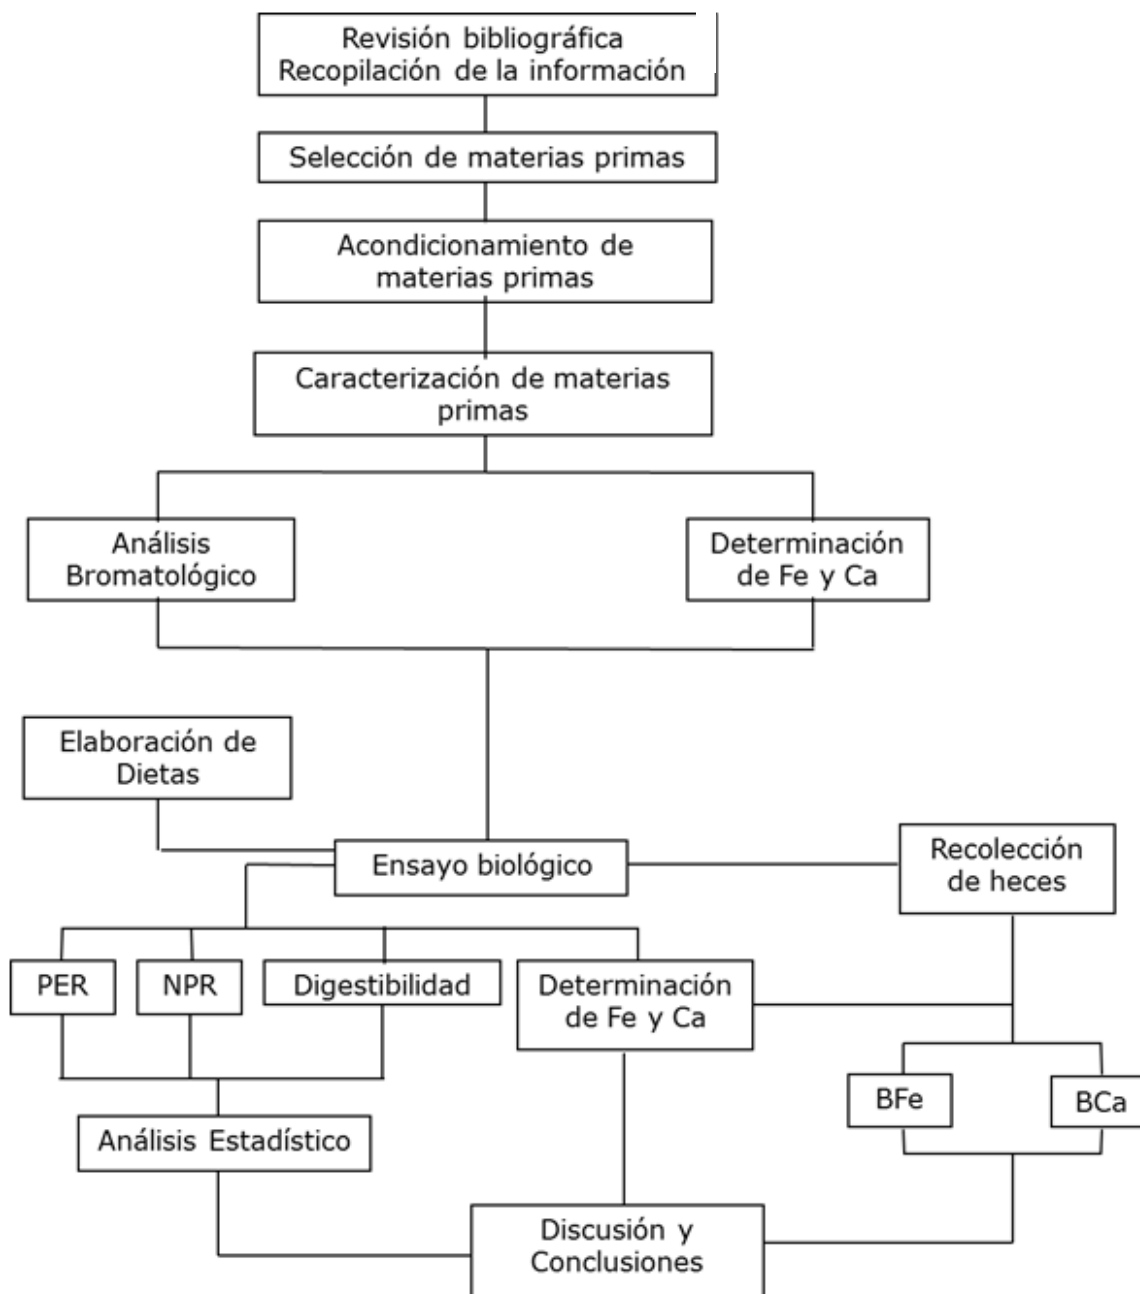 Revisión bibliográfica
Recopilación de la información
Selección de materias primas
Acondicionamiento de
materias primas
Caracterización de materias
primas
Análisis
Bromatológico
Determinación
de Fe y Ca
Elaboración de
Dietas
Ensayo biológico
Recolección
de heces
PER
NPR
Digestibilidad
Determinación
de Fe y Ca
BFe
BCa
Análisis Estadístico
Discusión y
Conclusiones